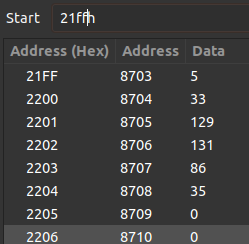 Start 21ffh
Address (Hex) Address Data
21FF 8703 5
2200 8704 33
2201 8705 129
2202 8706 131
2203 8707 86
2204 8708 35
2205 8709 0
2206 8710 0